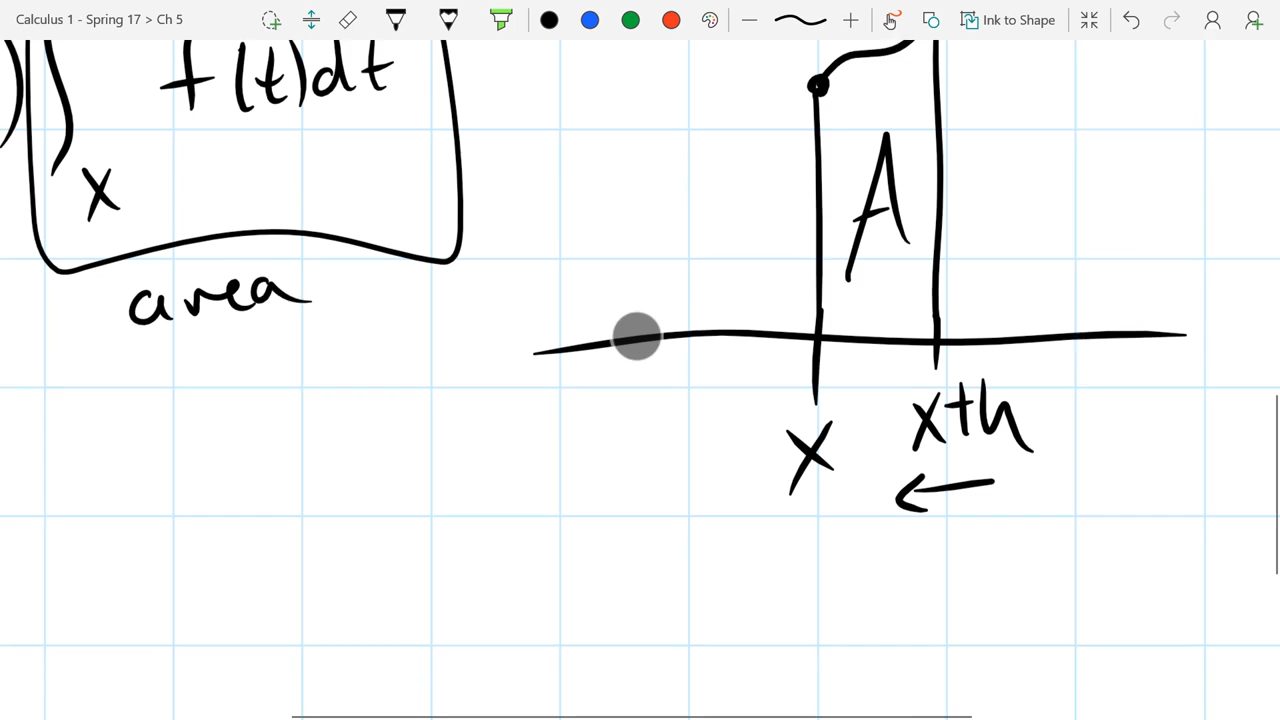 Calculus 1 - Spring 17 > Ch 5
Ink to Shape
∫ f(t)dt
x
area
A
x
x+h